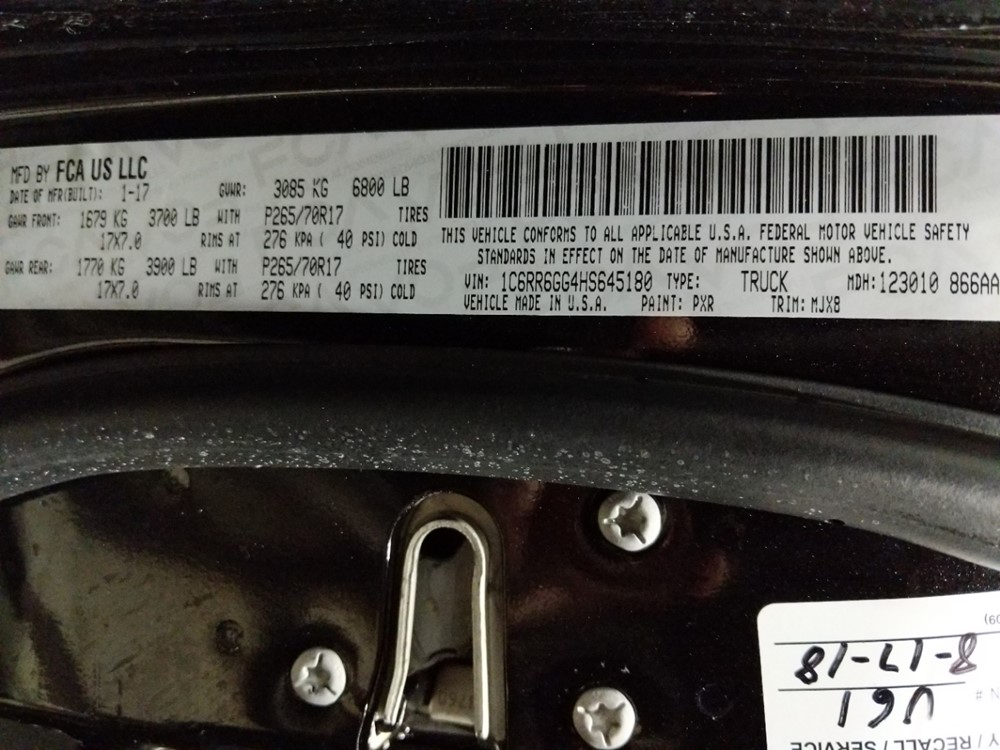 MFD BY FCA US LLC
DATE OF MFR(BUILT): 1-17 GVWR: 3085 KG 6800 LB
GAWR FRONT: 1679 KG 3700 LB WITH P265/70R17 TIRES
17X7.0 RIMS AT 276 KPA ( 40 PSI) COLD
GAWR REAR: 1770 KG 3900 LB WITH P265/70R17 TIRES
17X7.0 RIMS AT 276 KPA ( 40 PSI) COLD
THIS VEHICLE CONFORMS TO ALL APPLICABLE U.S.A. FEDERAL MOTOR VEHICLE SAFETY
STANDARDS IN EFFECT ON THE DATE OF MANUFACTURE SHOWN ABOVE.
VIN: 1C6RR6GG4HS645180 TYPE: TRUCK MDH:123010 866AA
VEHICLE MADE IN U.S.A. PAINT: PXR TRIM: MJX8
Y / RECALL / SERVICE
V61
8-17-18